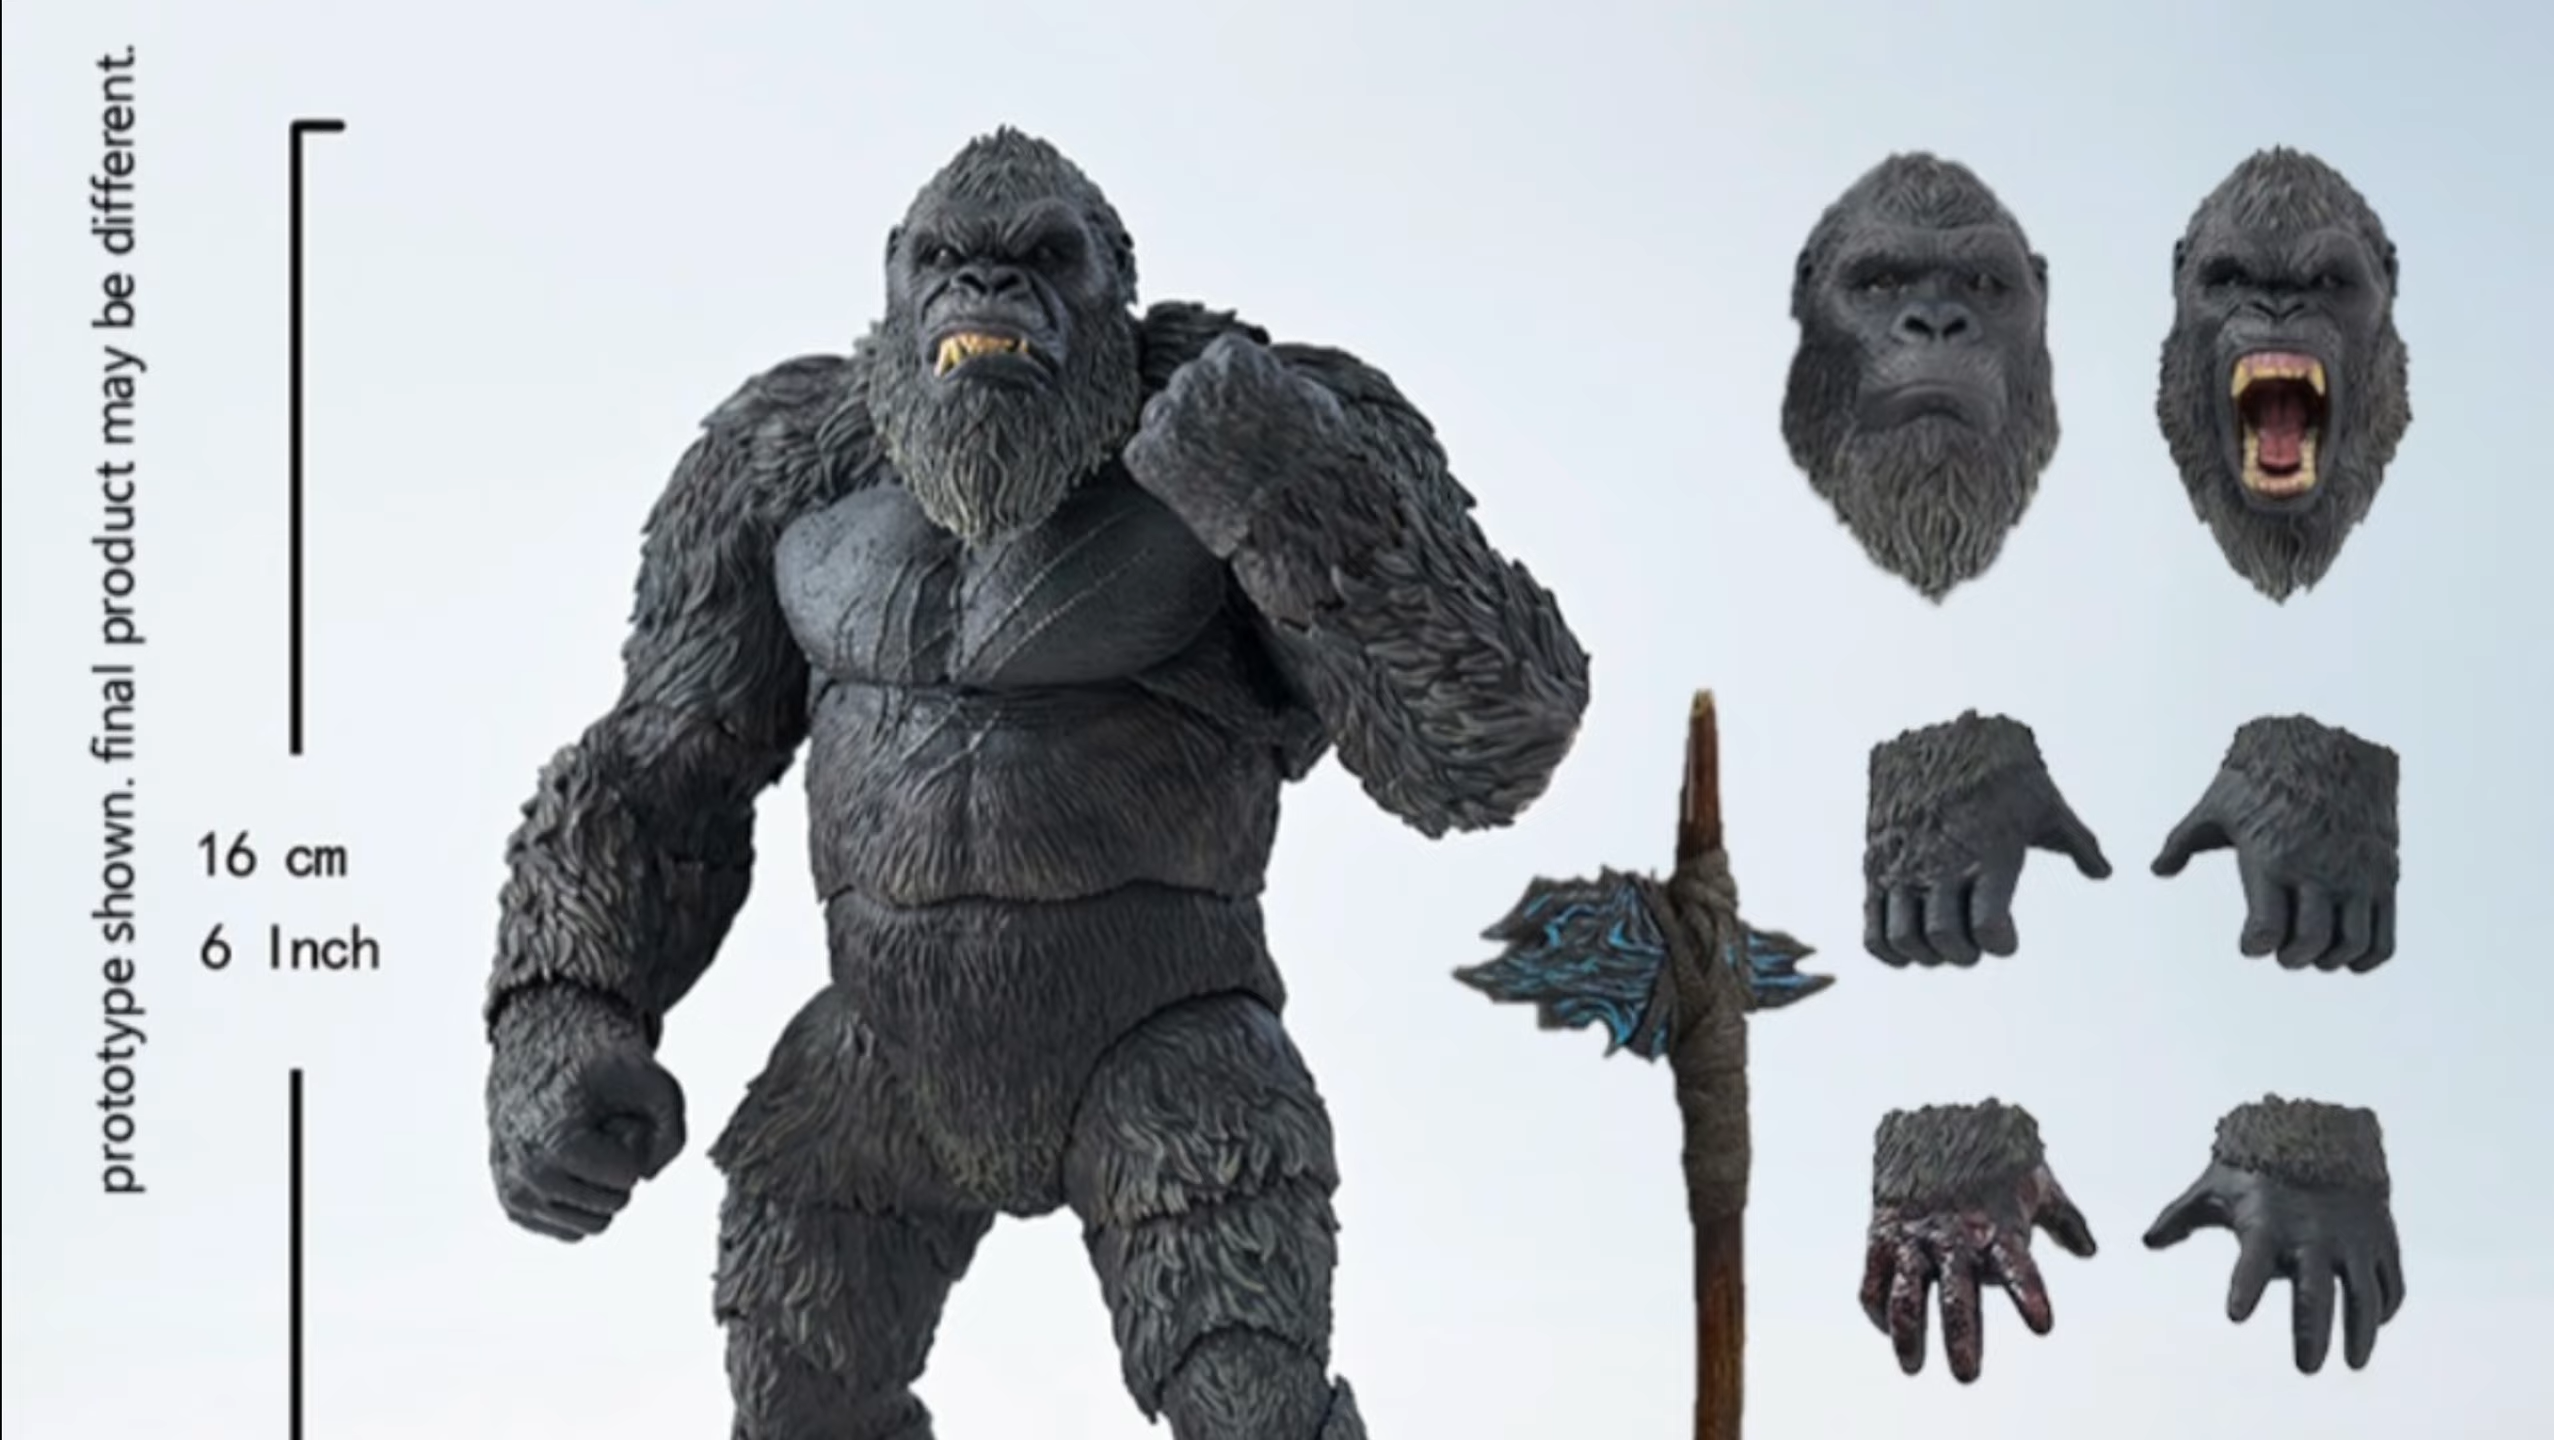 prototype shown. final product may be different.
16 cm
6 Inch